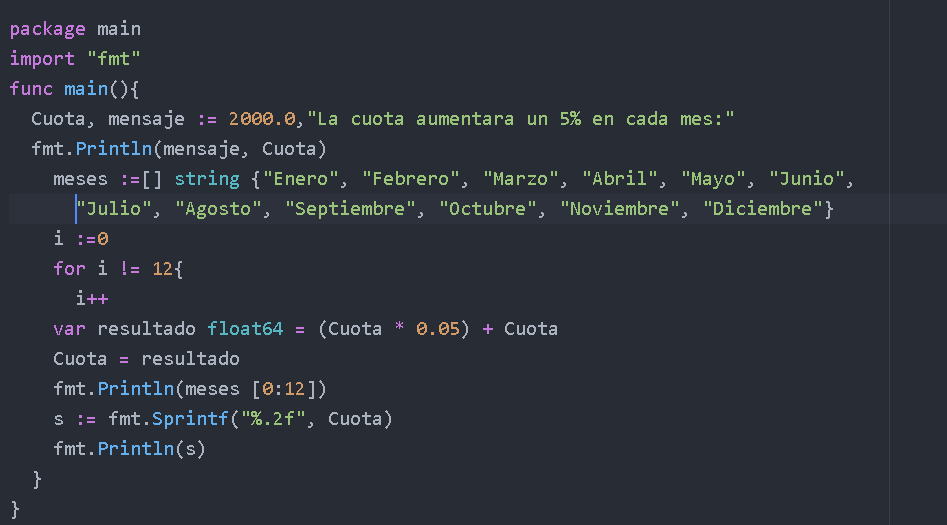 package main
import "fmt"
func main(){
  Cuota, mensaje := 2000.0,"La cuota aumentara un 5% en cada mes:"
  fmt.Println(mensaje, Cuota)
    meses :=[] string {"Enero", "Febrero", "Marzo", "Abril", "Mayo", "Junio",
      "Julio", "Agosto", "Septiembre", "Octubre", "Noviembre", "Diciembre"}
    i :=0
    for i != 12{
      i++
    var resultado float64 = (Cuota * 0.05) + Cuota
    Cuota = resultado
    fmt.Println(meses [0:12])
    s := fmt.Sprintf("%.2f", Cuota)
    fmt.Println(s)
  }
}